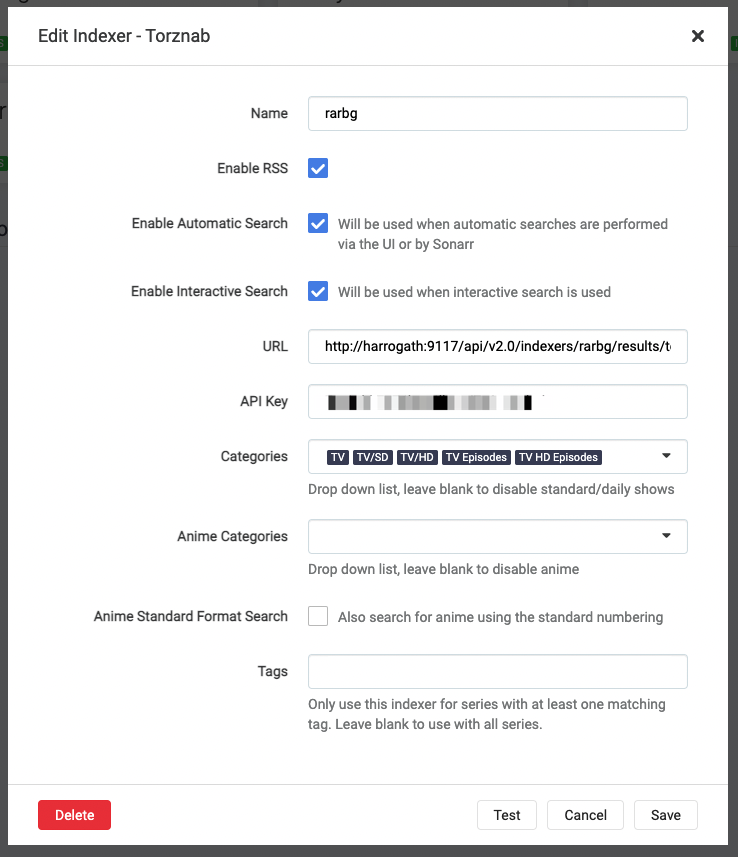 Edit Indexer - Torznab
Name
rarbg
Enable RSS
Enable Automatic Search
Will be used when automatic searches are performed
via the UI or by Sonarr
Enable Interactive Search
Will be used when interactive search is used
URL
http://harrogath:9117/api/v2.0/indexers/rarbg/results/t
API Key
Categories
TV TV/SD TV/HD TV Episodes TV HD Episodes
Drop down list, leave blank to disable standard/daily shows
Anime Categories
Drop down list, leave blank to disable anime
Anime Standard Format Search
Also search for anime using the standard numbering
Tags
Only use this indexer for series with at least one matching
tag. Leave blank to use with all series.
Delete
Test
Cancel
Save